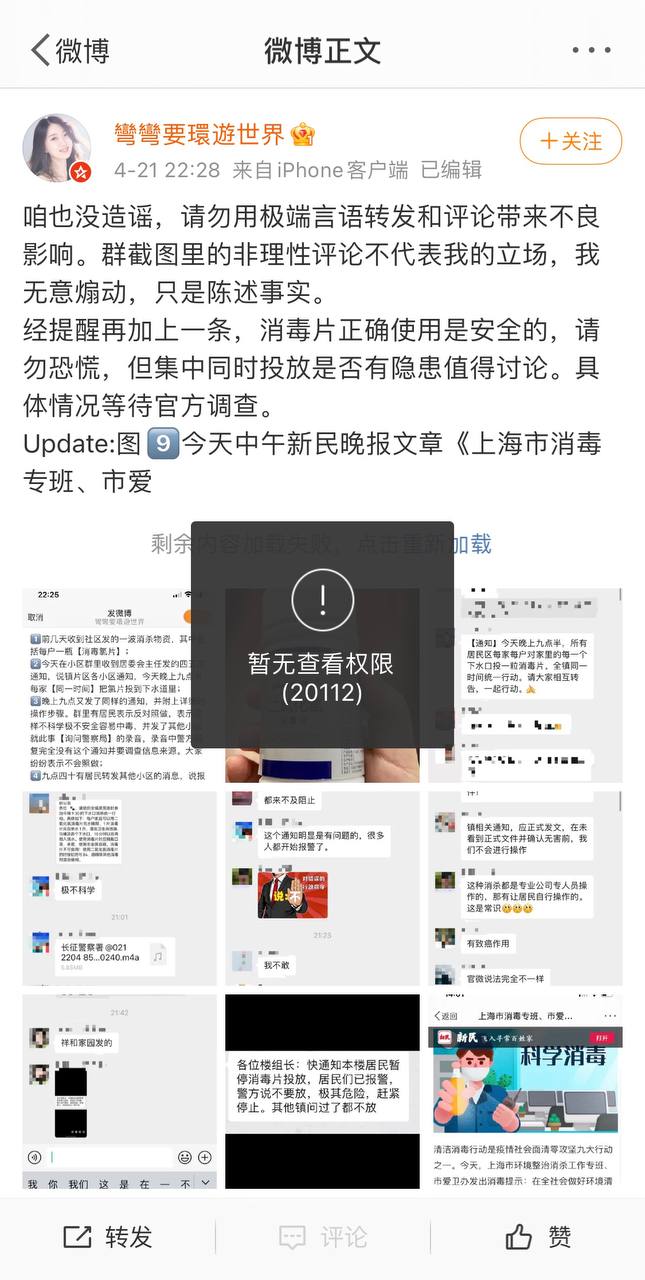 微博
微博正文
彎彎要環遊世界
4-21 22:28 来自iPhone客户端 已编辑
+关注
咱也没造谣，请勿用极端言语转发和评论带来不良
影响。群截图里的非理性评论不代表我的立场，我
无意煽动，只是陈述事实。
经提醒再加上一条，消毒片正确使用是安全的，请
勿恐慌，但集中同时投放是否有隐患值得讨论。具
体情况等待官方调查。
Update:图9️⃣今天中午新民晚报文章《上海市消毒
专班、市爱
剩余内容加载失败，点击重新加载
暂无查看权限
(20112)
22:25
取消
发微博
彎彎要環遊世界
1️⃣前几天收到社区发的一波消杀物资，其中
括每户一瓶【消毒氯片】；
2️⃣今天在小区群里收到居委会主任发的
通知，说镇片区各小区通知，今天晚上九点
每家【同一时间】把氯片投到下水道里；
3️⃣晚上九点又发了同样的通知，并附上详
操作步骤。群里有居民表示反对照做，表示
样不科学极不安全容易中毒，并发了其他小
就此事【询问警察局】的录音，录音中警方
复完全没有这个通知并要调查信息来源。大家
纷纷表示不会照做；
4️⃣九点四十有居民转发其他小区的消息，说报
【通知】今天晚上九点半，所有
居民区每家每户对家里的每一个
下水口投一粒消毒片。全镇同一
时间统一行动。请大家相互转
告，一起行动。
极不科学
21:01
长征警察署@021
2204 85...0240.m4a
5.85MB
都来不及阻止
这个通知明显是有问题的，很多
人都开始报警了。
对错误的
行政指导
说:不
21:25
我不敢
镇相关通知，应正式发文，在未
看到正式文件并确认无害前，我
们不会进行操作
这种消杀都是专业公司专人员操
作的，那有让居民自行操作的。
这是常识
有致癌作用
官微说法完全不一样
21:42
祥和家园发的
我 你 我们 这 是 在 一 不
各位楼组长：快通知本楼居民暂
停消毒片投放，居民们已报警，
警方说不要放，极其危险，赶紧
停止。其他镇问过了都不放
返回
上海市消毒专班、市爱...
新民
飞入寻常百姓家
打开
科学消毒
清洁消毒行动是疫情社会面清零攻坚九大行动
之一。今天，上海市环境整治消杀工作专班、
市爱卫办发出消毒提示：在全社会做好环境清
转发
评论
赞